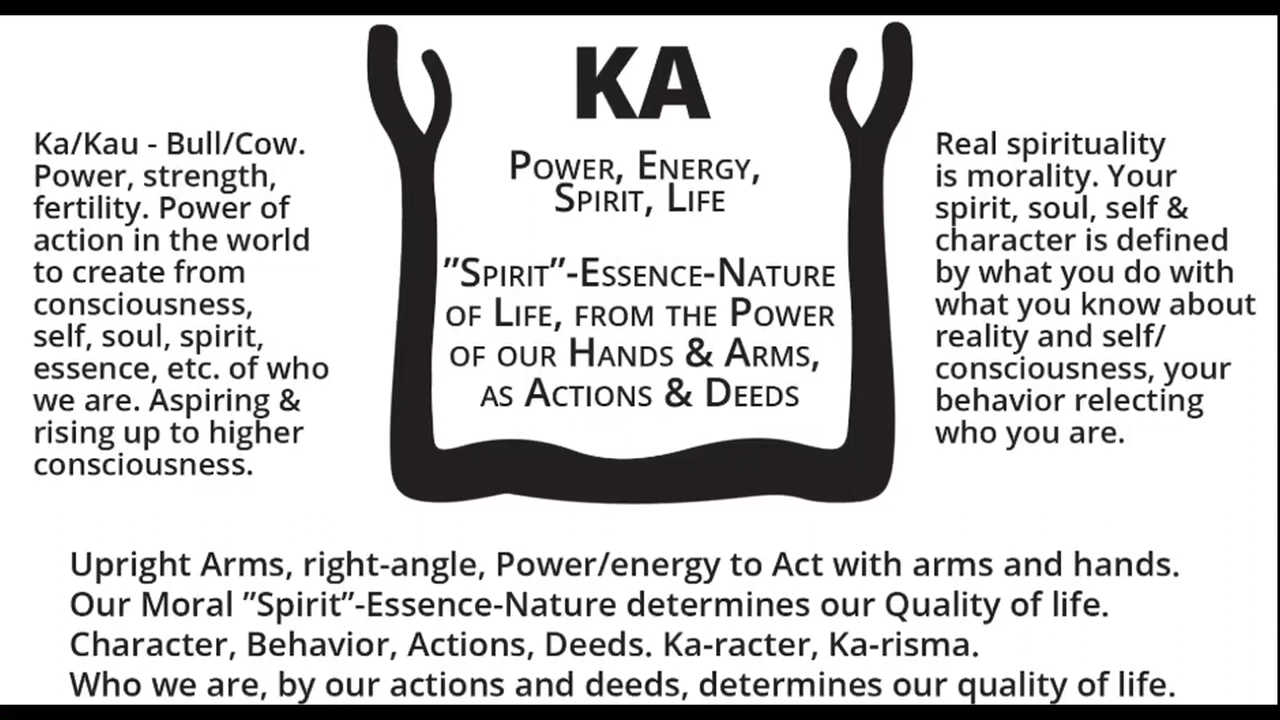 KA
Power, Energy,
Spirit, Life
”Spirit”-Essence-Nature
of Life, from the Power
of our Hands & Arms,
as Actions & Deeds
Ka/Kau - Bull/Cow.
Power, strength,
fertility. Power of
action in the world
to create from
consciousness,
self, soul, spirit,
essence, etc. of who
we are. Aspiring &
rising up to higher
consciousness.
Real spirituality
is morality. Your
spirit, soul, self &
character is defined
by what you do with
what you know about
reality and self/
consciousness, your
behavior relecting
who you are.
Upright Arms, right-angle, Power/energy to Act with arms and hands.
Our Moral ”Spirit”-Essence-Nature determines our Quality of life.
Character, Behavior, Actions, Deeds. Ka-racter, Ka-risma.
Who we are, by our actions and deeds, determines our quality of life.